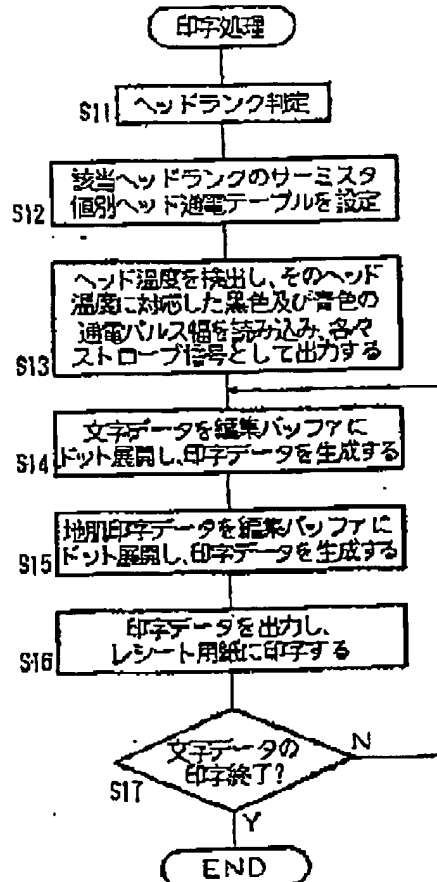 印字処理
S11
ヘッドランク判定
該当ヘッドランクのサーミスタ
S12
値別ヘッド通電テーブルを設定
ヘッド温度を検出し、そのヘッド
温度に対応した黒色及び青色の
通電パルス幅を読み込み、各々
S13
ストローブ信号として出力する
文字データを編集バッファに
S14
ドット展開し、印字データを生成する
地肌印字データを編集バッファに
S15
ドット展開し、印字データを生成する
印字データを出力し、
S16
レシート用紙に印字する
文字データの
N
S17
印字終了?
Y
END